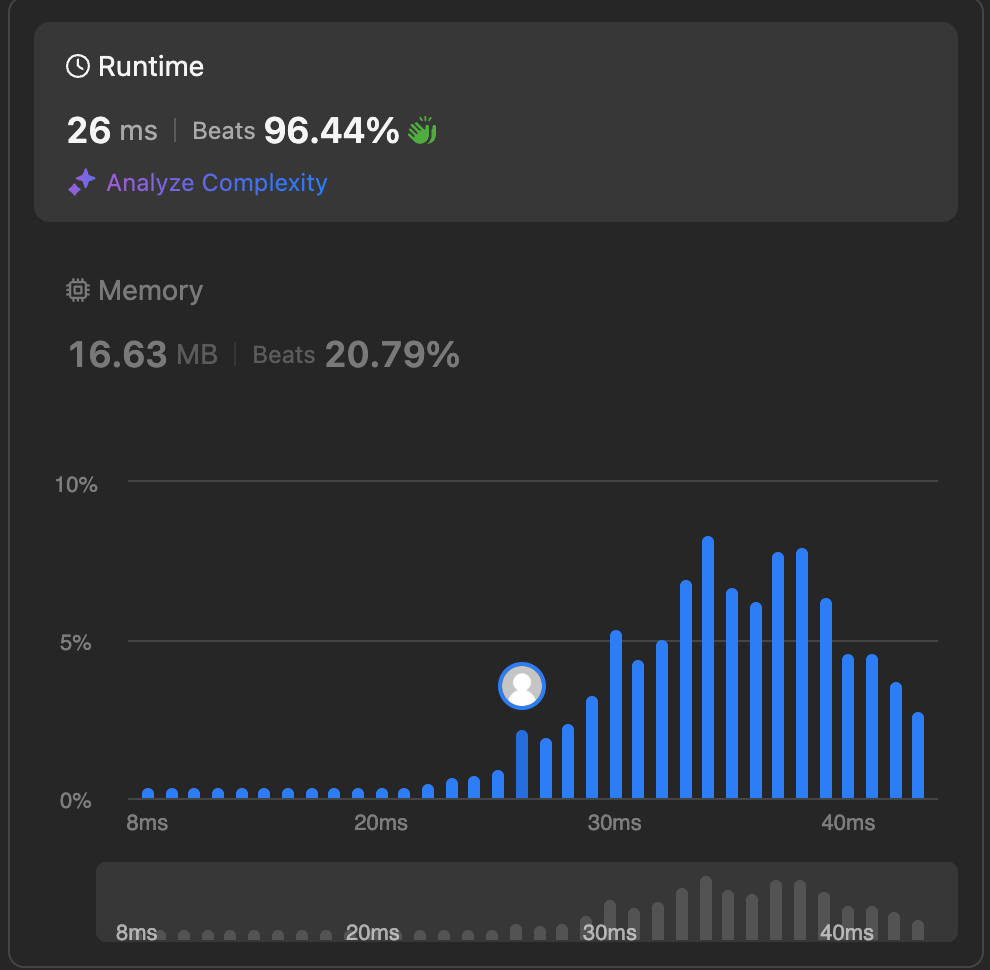 Runtime
26 ms | Beats 96.44%
Analyze Complexity
Memory
16.63 MB | Beats 20.79%
10%
5%
0%
8ms 20ms 30ms 40ms
8ms 20ms 30ms 40ms